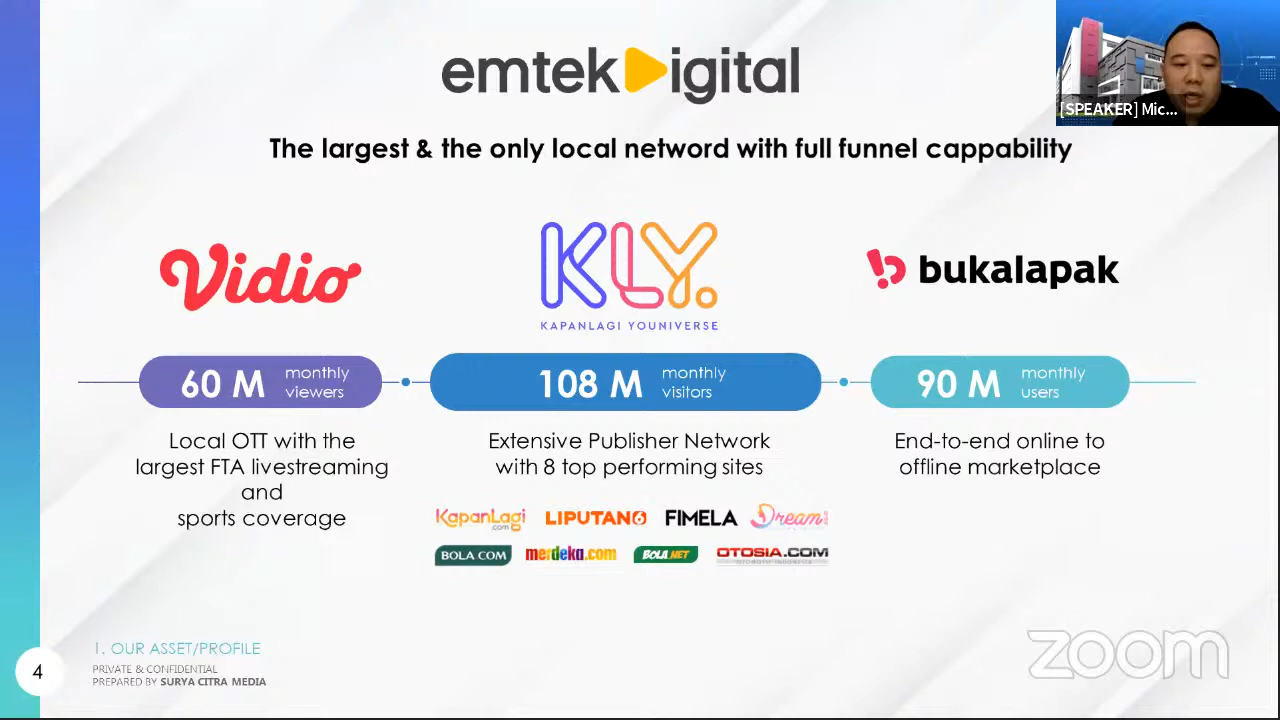 emtek Digital
[SPEAKER] Mic...
The largest & the only local netword with full funnel cappability
Vidio
KLY.
KAPANLAGI YOUNIVERSE
bukalapak
60 M monthly viewers
108 M monthly visitors
90 M monthly users
Local OTT with the
largest FTA livestreaming
and
sports coverage
Extensive Publisher Network
with 8 top performing sites
End-to-end online to
offline marketplace
KapanLagi.com
LIPUTAN6
FIMELA
Dream
BOLA.COM
merdeka.com
BOLA.NET
OTOSIA.COM
1. OUR ASSET/PROFILE
PRIVATE & CONFIDENTIAL
PREPARED BY SURYA CITRA MEDIA
4
zoom